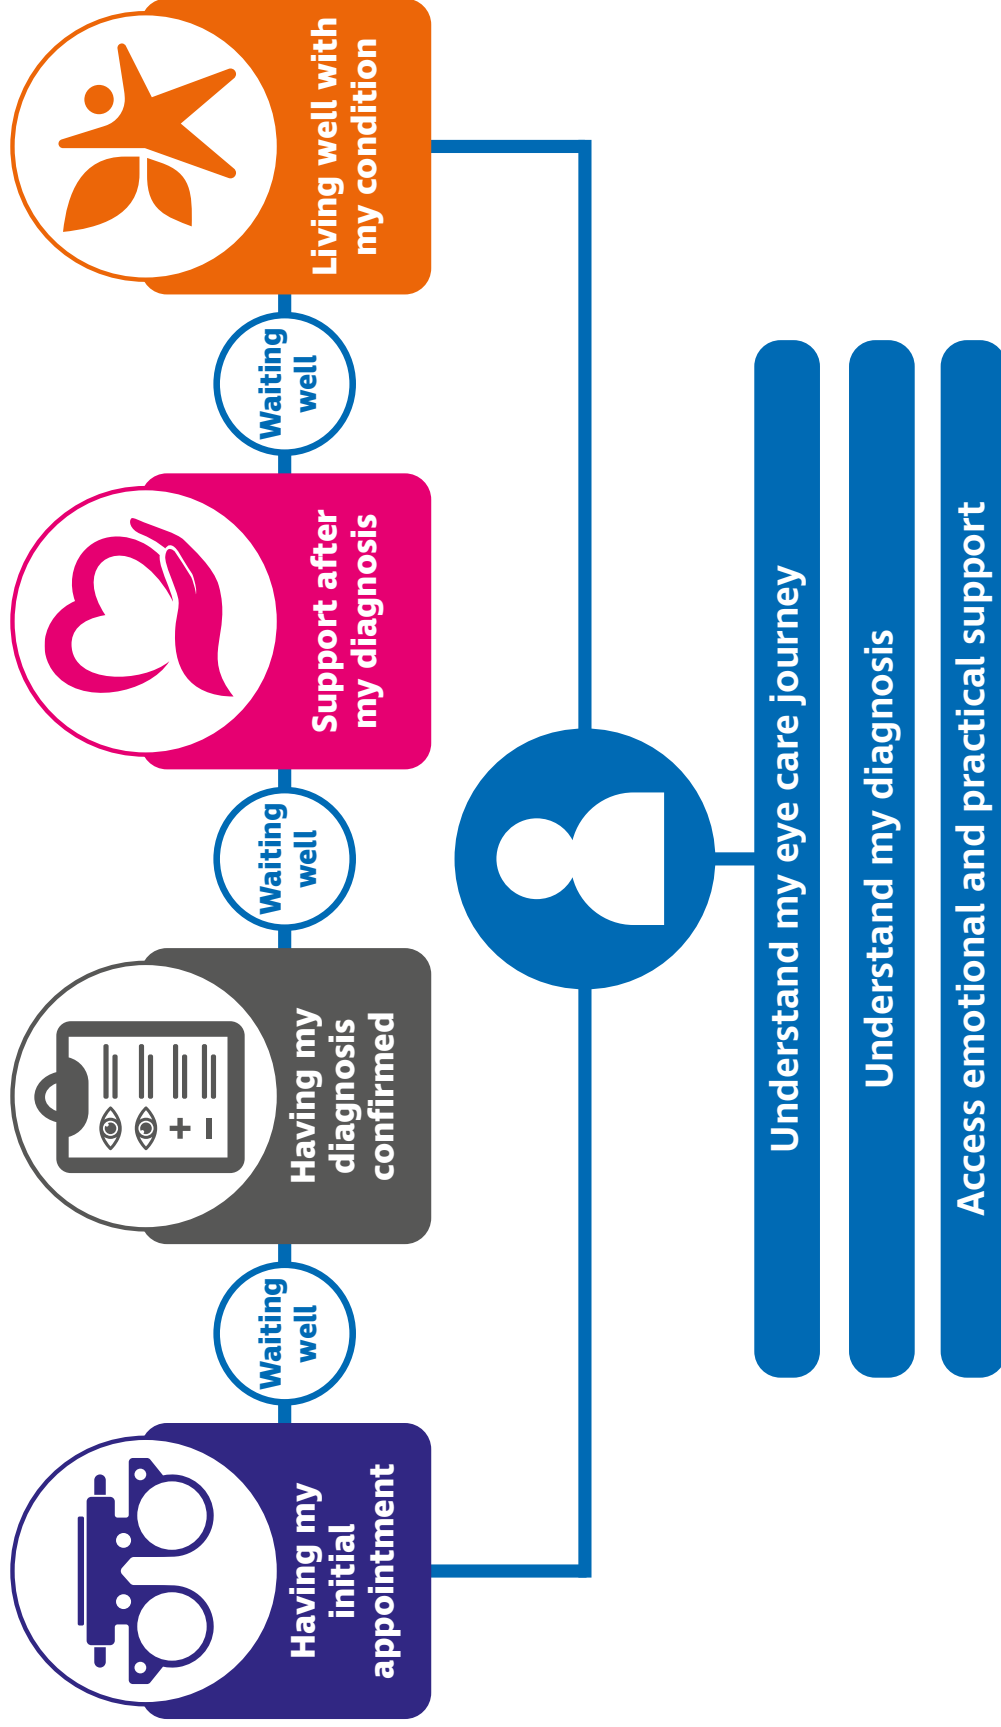 Having my
initial
appointment
Waiting
well
Having my
diagnosis
confirmed
Waiting
well
Support after
my diagnosis
Waiting
well
Living well with
my condition
Understand my eye care journey
Understand my diagnosis
Access emotional and practical support